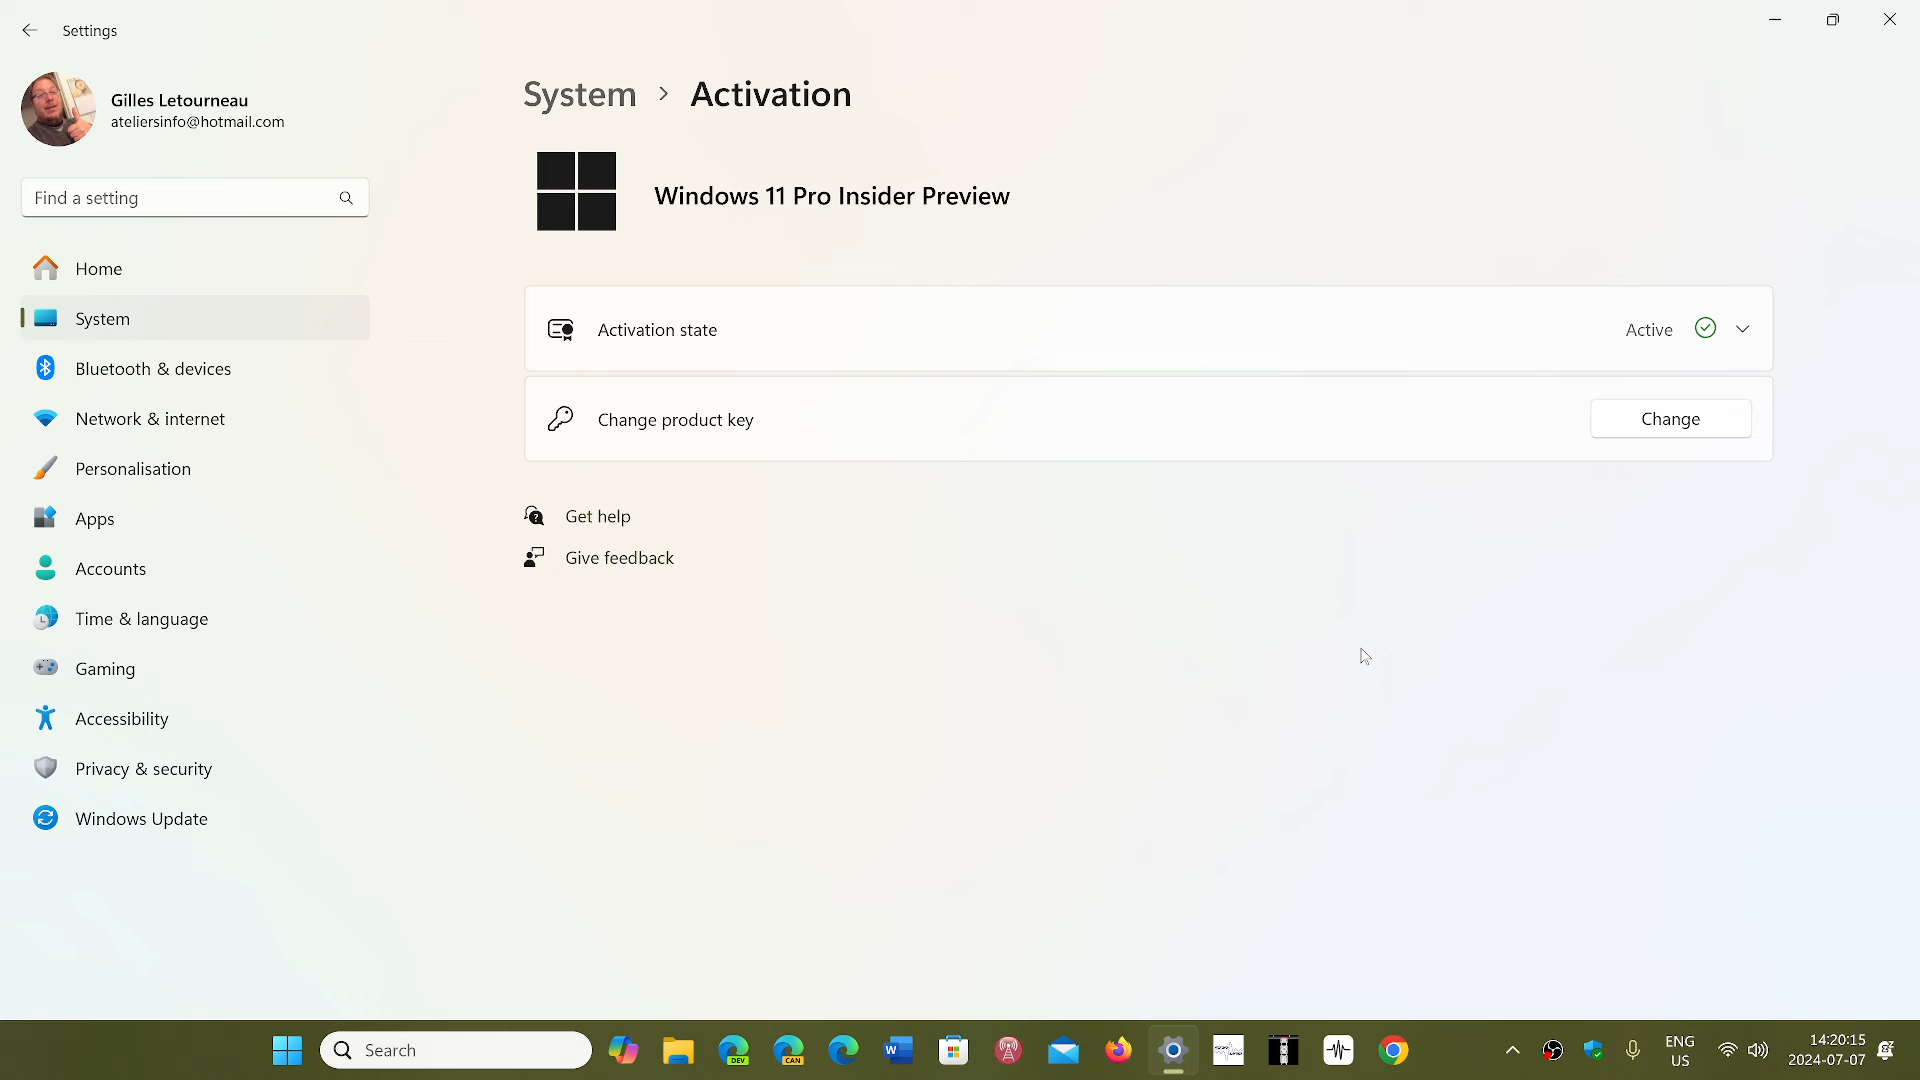 Settings
Gilles Letourneau
ateliersinfo@hotmail.com
Find a setting
Home
System
Bluetooth & devices
Network & internet
Personalisation
Apps
Accounts
Time & language
Gaming
Accessibility
Privacy & security
Windows Update
System > Activation
Windows 11 Pro Insider Preview
Activation state
Active
Change product key
Change
Get help
Give feedback
Search
DEV
CAN
W
ENG
US
14:20:15
2024-07-07